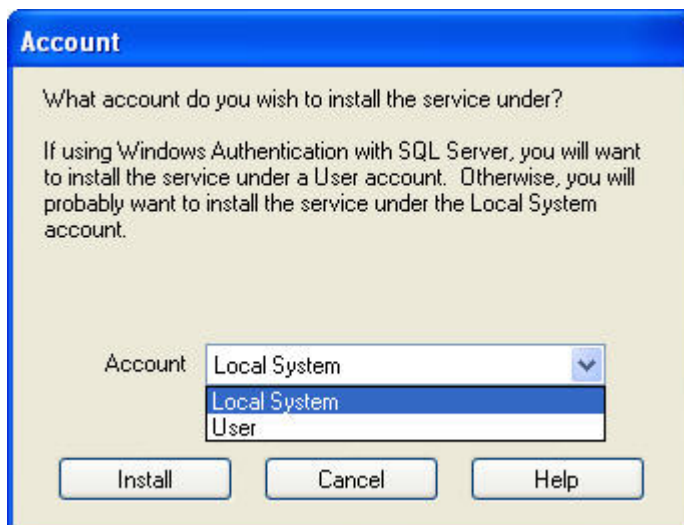 Account
What account do you wish to install the service under?
If using Windows Authentication with SQL Server, you will want
to install the service under a User account.  Otherwise, you will
probably want to install the service under the Local System
account.
Account Local System
Local System
User
Install Cancel Help